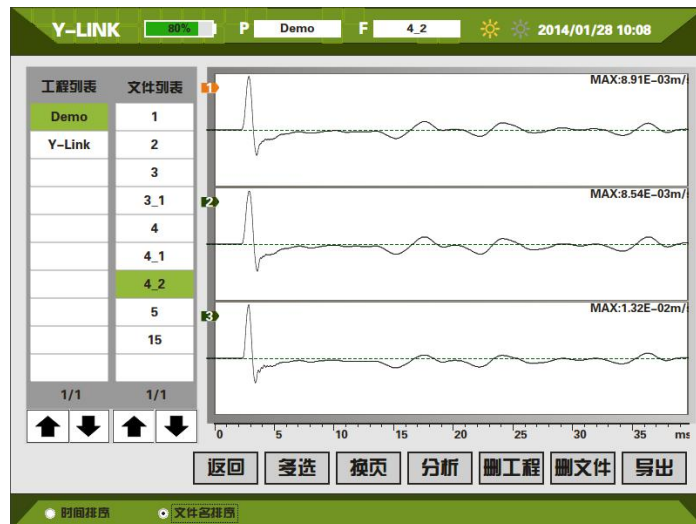 Y-LINK 80% P Demo F 4_2 2014/01/28 10:08
工程列表 文件列表
Demo 1
Y-Link 2
3
3_1
4
4_1
4_2
5
15
1/1 1/1
1 MAX:8.91E-03m/s
2 MAX:8.54E-03m/s
3 MAX:1.32E-02m/s
0 5 10 15 20 25 30 35 ms
返回 多选 换页 分析 删工程 删文件 导出
时间排序 文件名排序